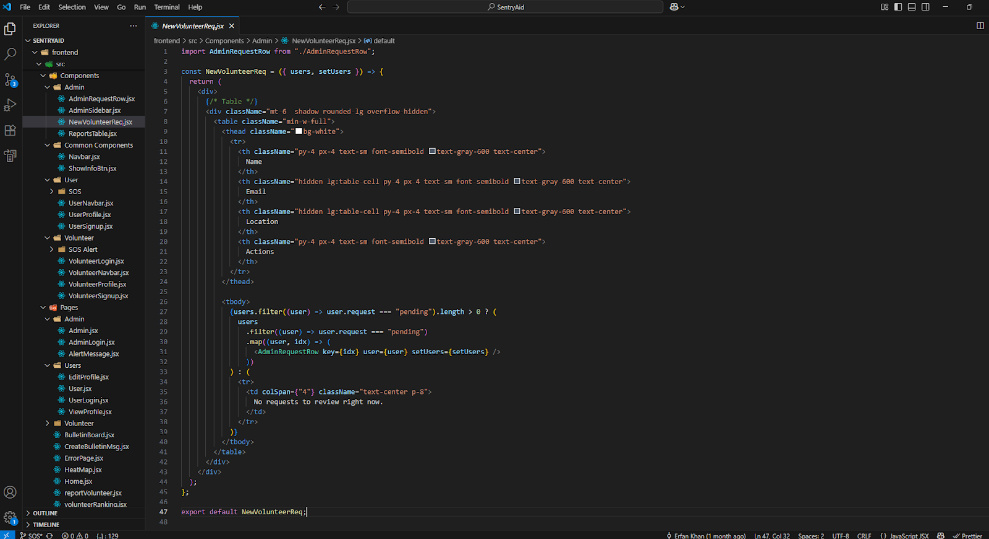 File Edit Selection View Go Run Terminal Help
SentryAid
EXPLORER
SENTRYAID
frontend
src
Components
Admin
AdminRequestRow.jsx
AdminSidebar.jsx
NewVolunteerReq.jsx
ReportsTable.jsx
Common Components
Navbar.jsx
ShowInfoBtn.jsx
User
SOS
UserNavbar.jsx
UserProfile.jsx
UserSignup.jsx
Volunteer
SOS Alert
VolunteerLogin.jsx
VolunteerNavbar.jsx
VolunteerProfile.jsx
VolunteerSignup.jsx
Pages
Admin
Admin.jsx
AdminLogin.jsx
AlertMessage.jsx
Users
EditProfile.jsx
User.jsx
UserLogin.jsx
ViewProfile.jsx
Volunteer
BulletinBoard.jsx
CreateBulletinMsg.jsx
ErrorPage.jsx
HeatMap.jsx
Home.jsx
reportVolunteer.jsx
volunteerRanking.jsx
OUTLINE
TIMELINE
NewVolunteerReq.jsx
frontend > src > Components > Admin > NewVolunteerReq.jsx > default
1 import AdminRequestRow from "./AdminRequestRow";
2
3 const NewVolunteerReq = ({ users, setUsers }) => {
4 return (
5 <div>
6 {/* Table */}
7 <div className="mt-6 shadow rounded-lg overflow-hidden">
8 <table className="min-w-full">
9 <thead className="bg-white">
10 <tr>
11 <th className="py-4 px-4 text-sm font-semibold text-gray-600 text-center">
12 Name
13 </th>
14 <th className="hidden lg:table-cell py-4 px-4 text-sm font-semibold text-gray-600 text-center">
15 Email
16 </th>
17 <th className="hidden lg:table-cell py-4 px-4 text-sm font-semibold text-gray-600 text-center">
18 Location
19 </th>
20 <th className="py-4 px-4 text-sm font-semibold text-gray-600 text-center">
21 Actions
22 </th>
23 </tr>
24 </thead>
25
26 <tbody>
27 {users.filter((user) => user.request === "pending").length > 0 ? (
28 users
29 .filter((user) => user.request === "pending")
30 .map((user, idx) => (
31 <AdminRequestRow key={idx} user={user} setUsers={setUsers} />
32 ))
33 ) : (
34 <tr>
35 <td colSpan={"4"} className="text-center p-8">
36 No requests to review right now.
37 </td>
38 </tr>
39 )}
40 </tbody>
41 </table>
42 </div>
43 </div>
44 );
45 };
46
47 export default NewVolunteerReq;
48
SOS* 0 0 129 Erfan Khan (1 month ago) Ln 47, Col 32 Spaces: 2 UTF-8 CRLF JavaScript JSX Prettier